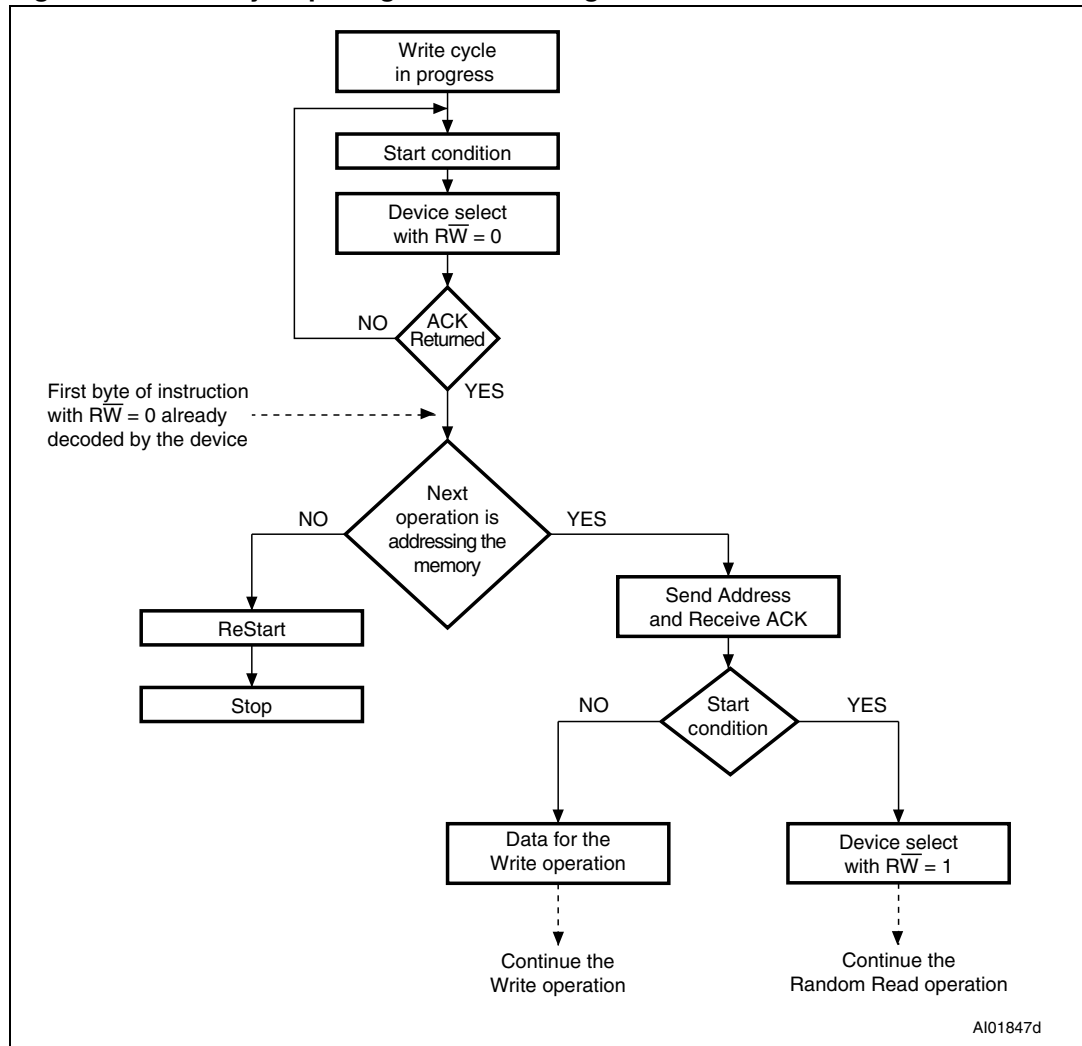 Write cycle
in progress
Start condition
Device select
with RW̅ = 0
ACK
Returned
NO
YES
First byte of instruction
with RW̅ = 0 already
decoded by the device
Next
operation is
addressing the
memory
NO
YES
Send Address
and Receive ACK
ReStart
Stop
Start
condition
NO
YES
Data for the
Write operation
Device select
with RW̅ = 1
Continue the
Write operation
Continue the
Random Read operation
AI01847d